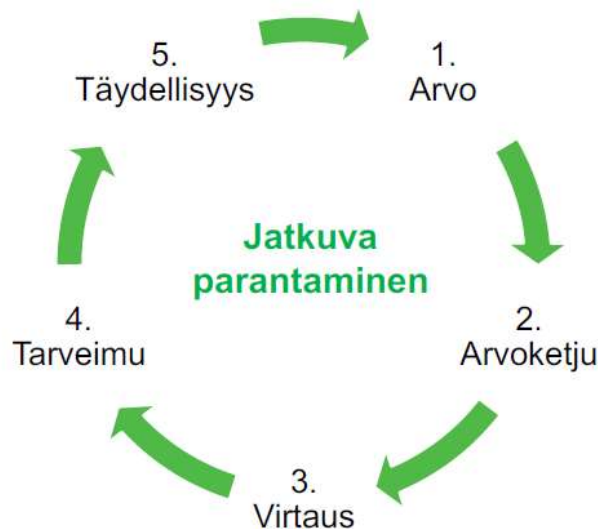 1.
Arvo
2.
Arvoketju
3.
Virtaus
4.
Tarveimu
5.
Täydellisyys
Jatkuva
parantaminen